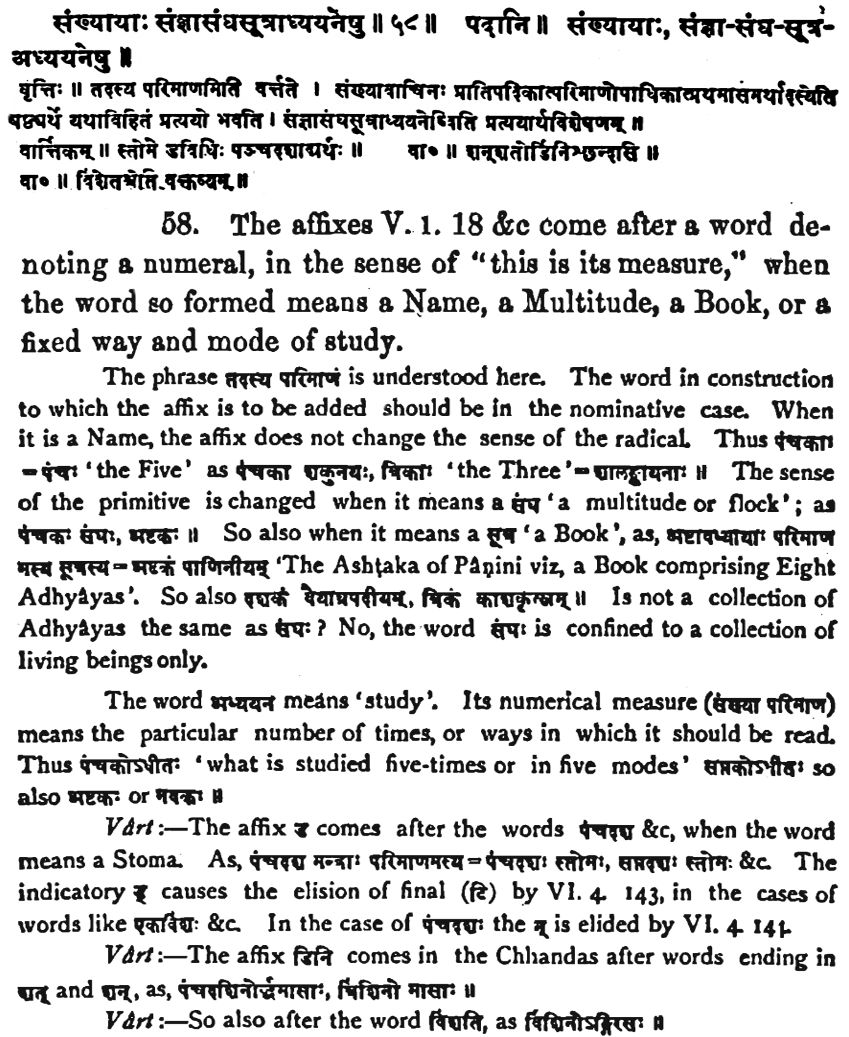 संख्यायाः संज्ञासंघसूत्राध्ययनेषु ॥ ५८ ॥ पदानि ॥ संख्यायाः, संज्ञा-संघ-सूत्र-
अध्ययनेषु ॥
वृत्तिः ॥ तदस्य परिमाणमिति वर्त्तते । संख्यावाचिनः प्रातिपदिकात्परिमाणोपाधिकात्प्रथमासमर्थादस्येति
षष्ठ्यर्थे यथाविहितं प्रत्ययो भवति । संज्ञासंघसूत्राध्ययनेष्विति प्रत्ययार्थविशेषणम् ॥
वार्त्तिकम् ॥ स्तोमे डविधिः पञ्चदशाद्यर्थः ॥ वा० ॥ शन्शतोर्डिनिश्छन्दसि ॥
वा० ॥ विंशतेश्चेति वक्तव्यम् ॥
58. The affixes V. 1. 18 &c come after a word de-
noting a numeral, in the sense of "this is its measure," when
the word so formed means a Name, a Multitude, a Book, or a
fixed way and mode of study.
The phrase तदस्य परिमाणं is understood here. The word in construction
to which the affix is to be added should be in the nominative case. When
it is a Name, the affix does not change the sense of the radical. Thus पंचकाः
=पंचः 'the Five' as पंचका शकुनयः, त्रिकाः 'the Three'=शालङ्कायनाः ॥ The sense
of the primitive is changed when it means a संघ 'a multitude or flock'; as
पंचकः संघः, अष्टकः ॥ So also when it means a सूत्र 'a Book', as, अष्टावध्यायाः परिमाण
मस्य सूत्रस्य=अष्टकं पाणिनीयम् 'The Ashṭaka of Pâṇini viz, a Book comprising Eight
Adhyâyas'. So also दशकं वैयाघ्रपदीयम्, त्रिकं काशकृत्स्नम् ॥ Is not a collection of
Adhyâyas the same as संघः? No, the word संघः is confined to a collection of
living beings only.
The word अध्ययन means 'study'. Its numerical measure (संख्या परिमाण)
means the particular number of times, or ways in which it should be read.
Thus पंचकोऽधीतः 'what is studied five-times or in five modes' सप्तकोऽधीतः so
also अष्टकः or नवकः ॥
Vârt:—The affix ड comes after the words पंचदश &c, when the word
means a Stoma. As, पंचदश मन्त्राः परिमाणमस्य=पंचदशः स्तोमः, सप्तदशः स्तोमः &c. The
indicatory ड् causes the elision of final (टि) by VI. 4. 143, in the cases of
words like एकविंशः &c. In the case of पंचदशः the न् is elided by VI. 4. 141.
Vârt:—The affix डिनि comes in the Chhandas after words ending in
शत् and शन्, as, पंचदशिनोर्द्धमासाः, त्रिंशिनो मासाः ॥
Vârt:—So also after the word विंशति, as विंशिनोऽङ्गिरसः ॥